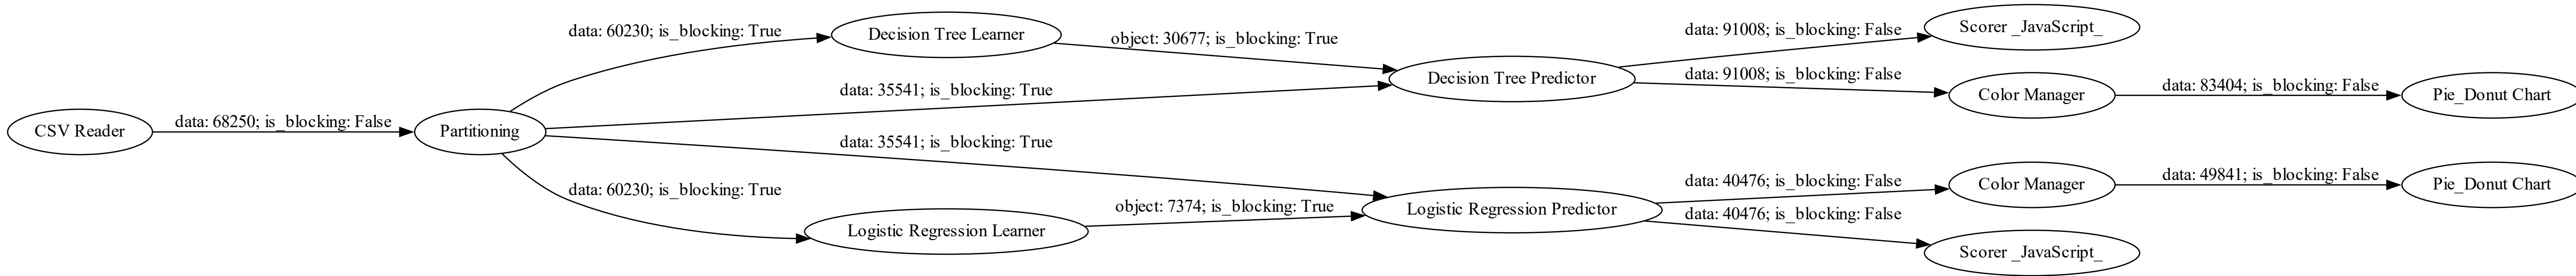 CSV Reader
data: 68250; is_blocking: False
Partitioning
data: 60230; is_blocking: True
Decision Tree Learner
object: 30677; is_blocking: True
data: 35541; is_blocking: True
Decision Tree Predictor
data: 91008; is_blocking: False
Scorer _JavaScript_
data: 91008; is_blocking: False
Color Manager
data: 83404; is_blocking: False
Pie_Donut Chart
data: 35541; is_blocking: True
data: 60230; is_blocking: True
Logistic Regression Learner
object: 7374; is_blocking: True
Logistic Regression Predictor
data: 40476; is_blocking: False
Color Manager
data: 49841; is_blocking: False
Pie_Donut Chart
data: 40476; is_blocking: False
Scorer _JavaScript_